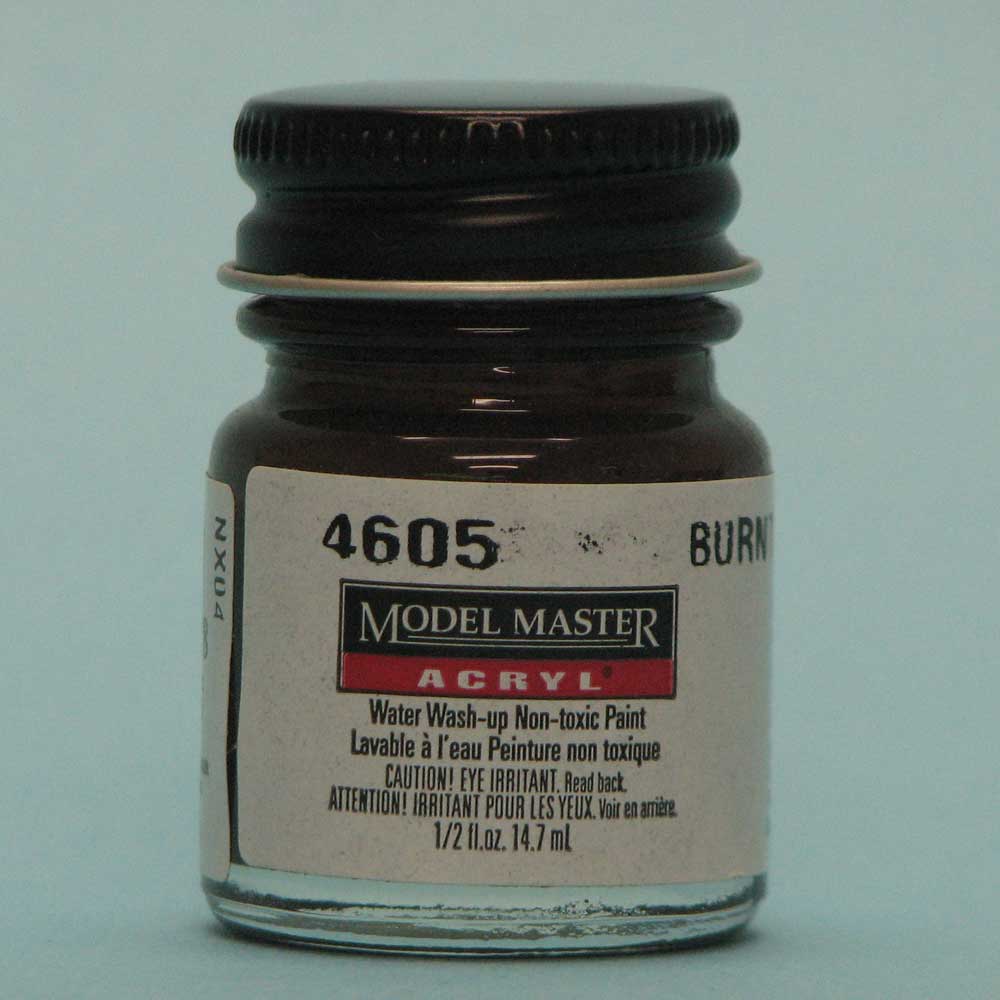 4605 BURN
MODEL MASTER
ACRYL®
Water Wash-up Non-toxic Paint
Lavable à l'eau Peinture non toxique
CAUTION! EYE IRRITANT. Read back.
ATTENTION! IRRITANT POUR LES YEUX. Voir en arrière.
1/2 fl.oz. 14.7 mL
NX04